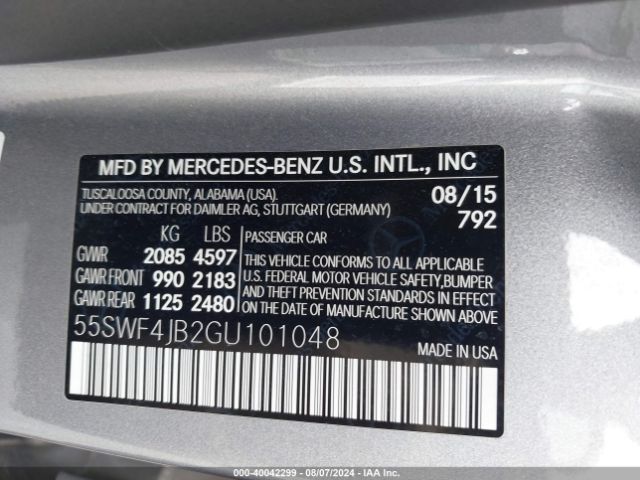 MFD BY MERCEDES-BENZ U.S. INTL., INC
TUSCALOOSA COUNTY, ALABAMA (USA). 08/15
UNDER CONTRACT FOR DAIMLER AG, STUTTGART (GERMANY) 792
KG LBS PASSENGER CAR
GVWR 2085 4597 THIS VEHICLE CONFORMS TO ALL APPLICABLE
GAWR FRONT 990 2183 U.S. FEDERAL MOTOR VEHICLE SAFETY,BUMPER
AND THEFT PREVENTION STANDARDS IN EFFECT
GAWR REAR 1125 2480 ON THE DATE OF MANUFACTURE SHOWN ABOVE.
55SWF4JB2GU101048 MADE IN USA
000-40042299 - 08/07/2024 - IAA Inc.